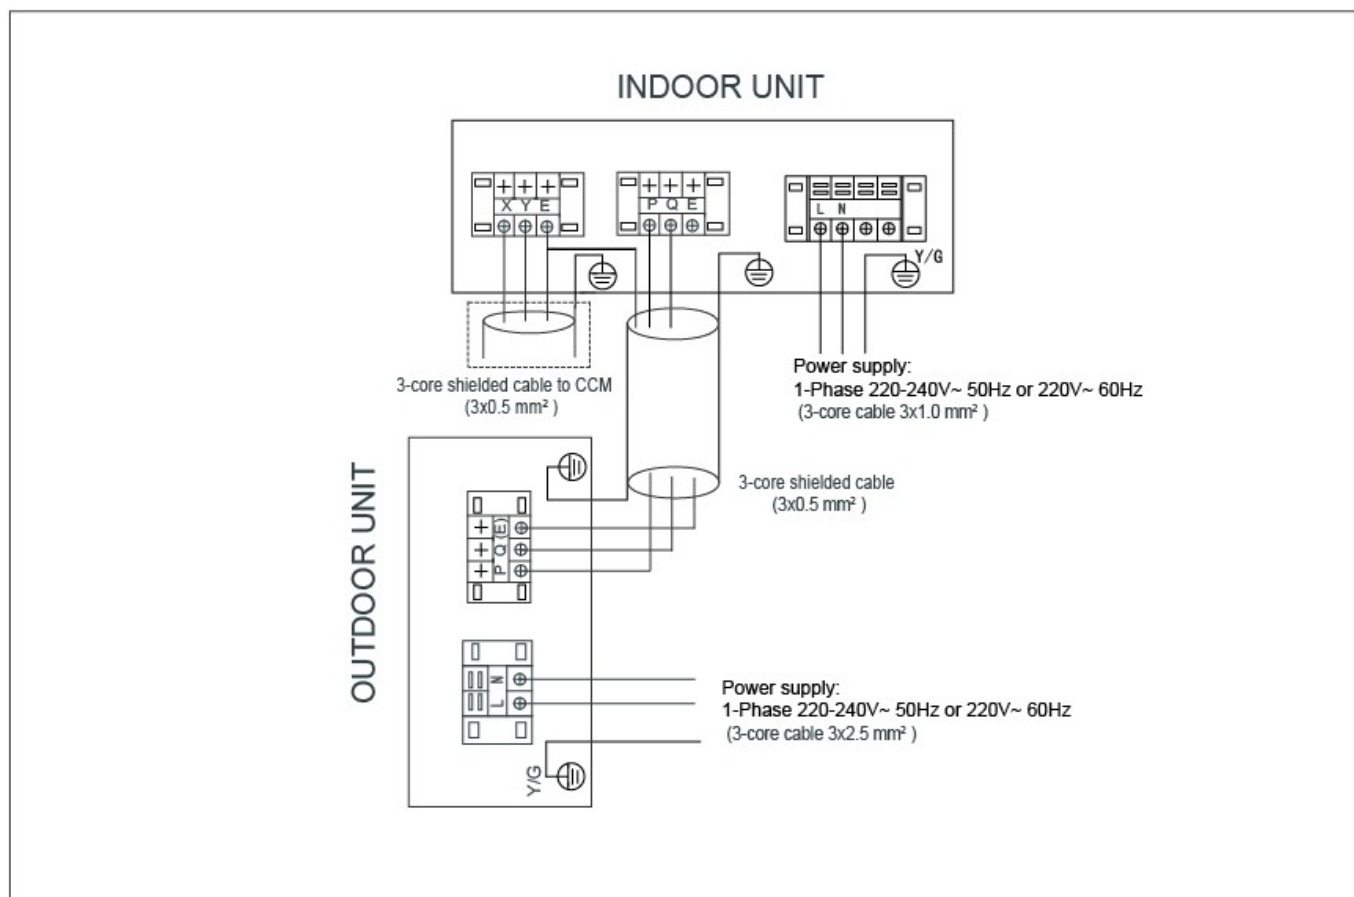 INDOOR UNIT
X Y E
P Q E
L N
Y/G
3-core shielded cable to CCM
(3x0.5 mm² )
Power supply:
1-Phase 220-240V~ 50Hz or 220V~ 60Hz
(3-core cable 3x1.0 mm² )
OUTDOOR UNIT
P Q (E)
3-core shielded cable
(3x0.5 mm² )
L N
Y/G
Power supply:
1-Phase 220-240V~ 50Hz or 220V~ 60Hz
(3-core cable 3x2.5 mm² )